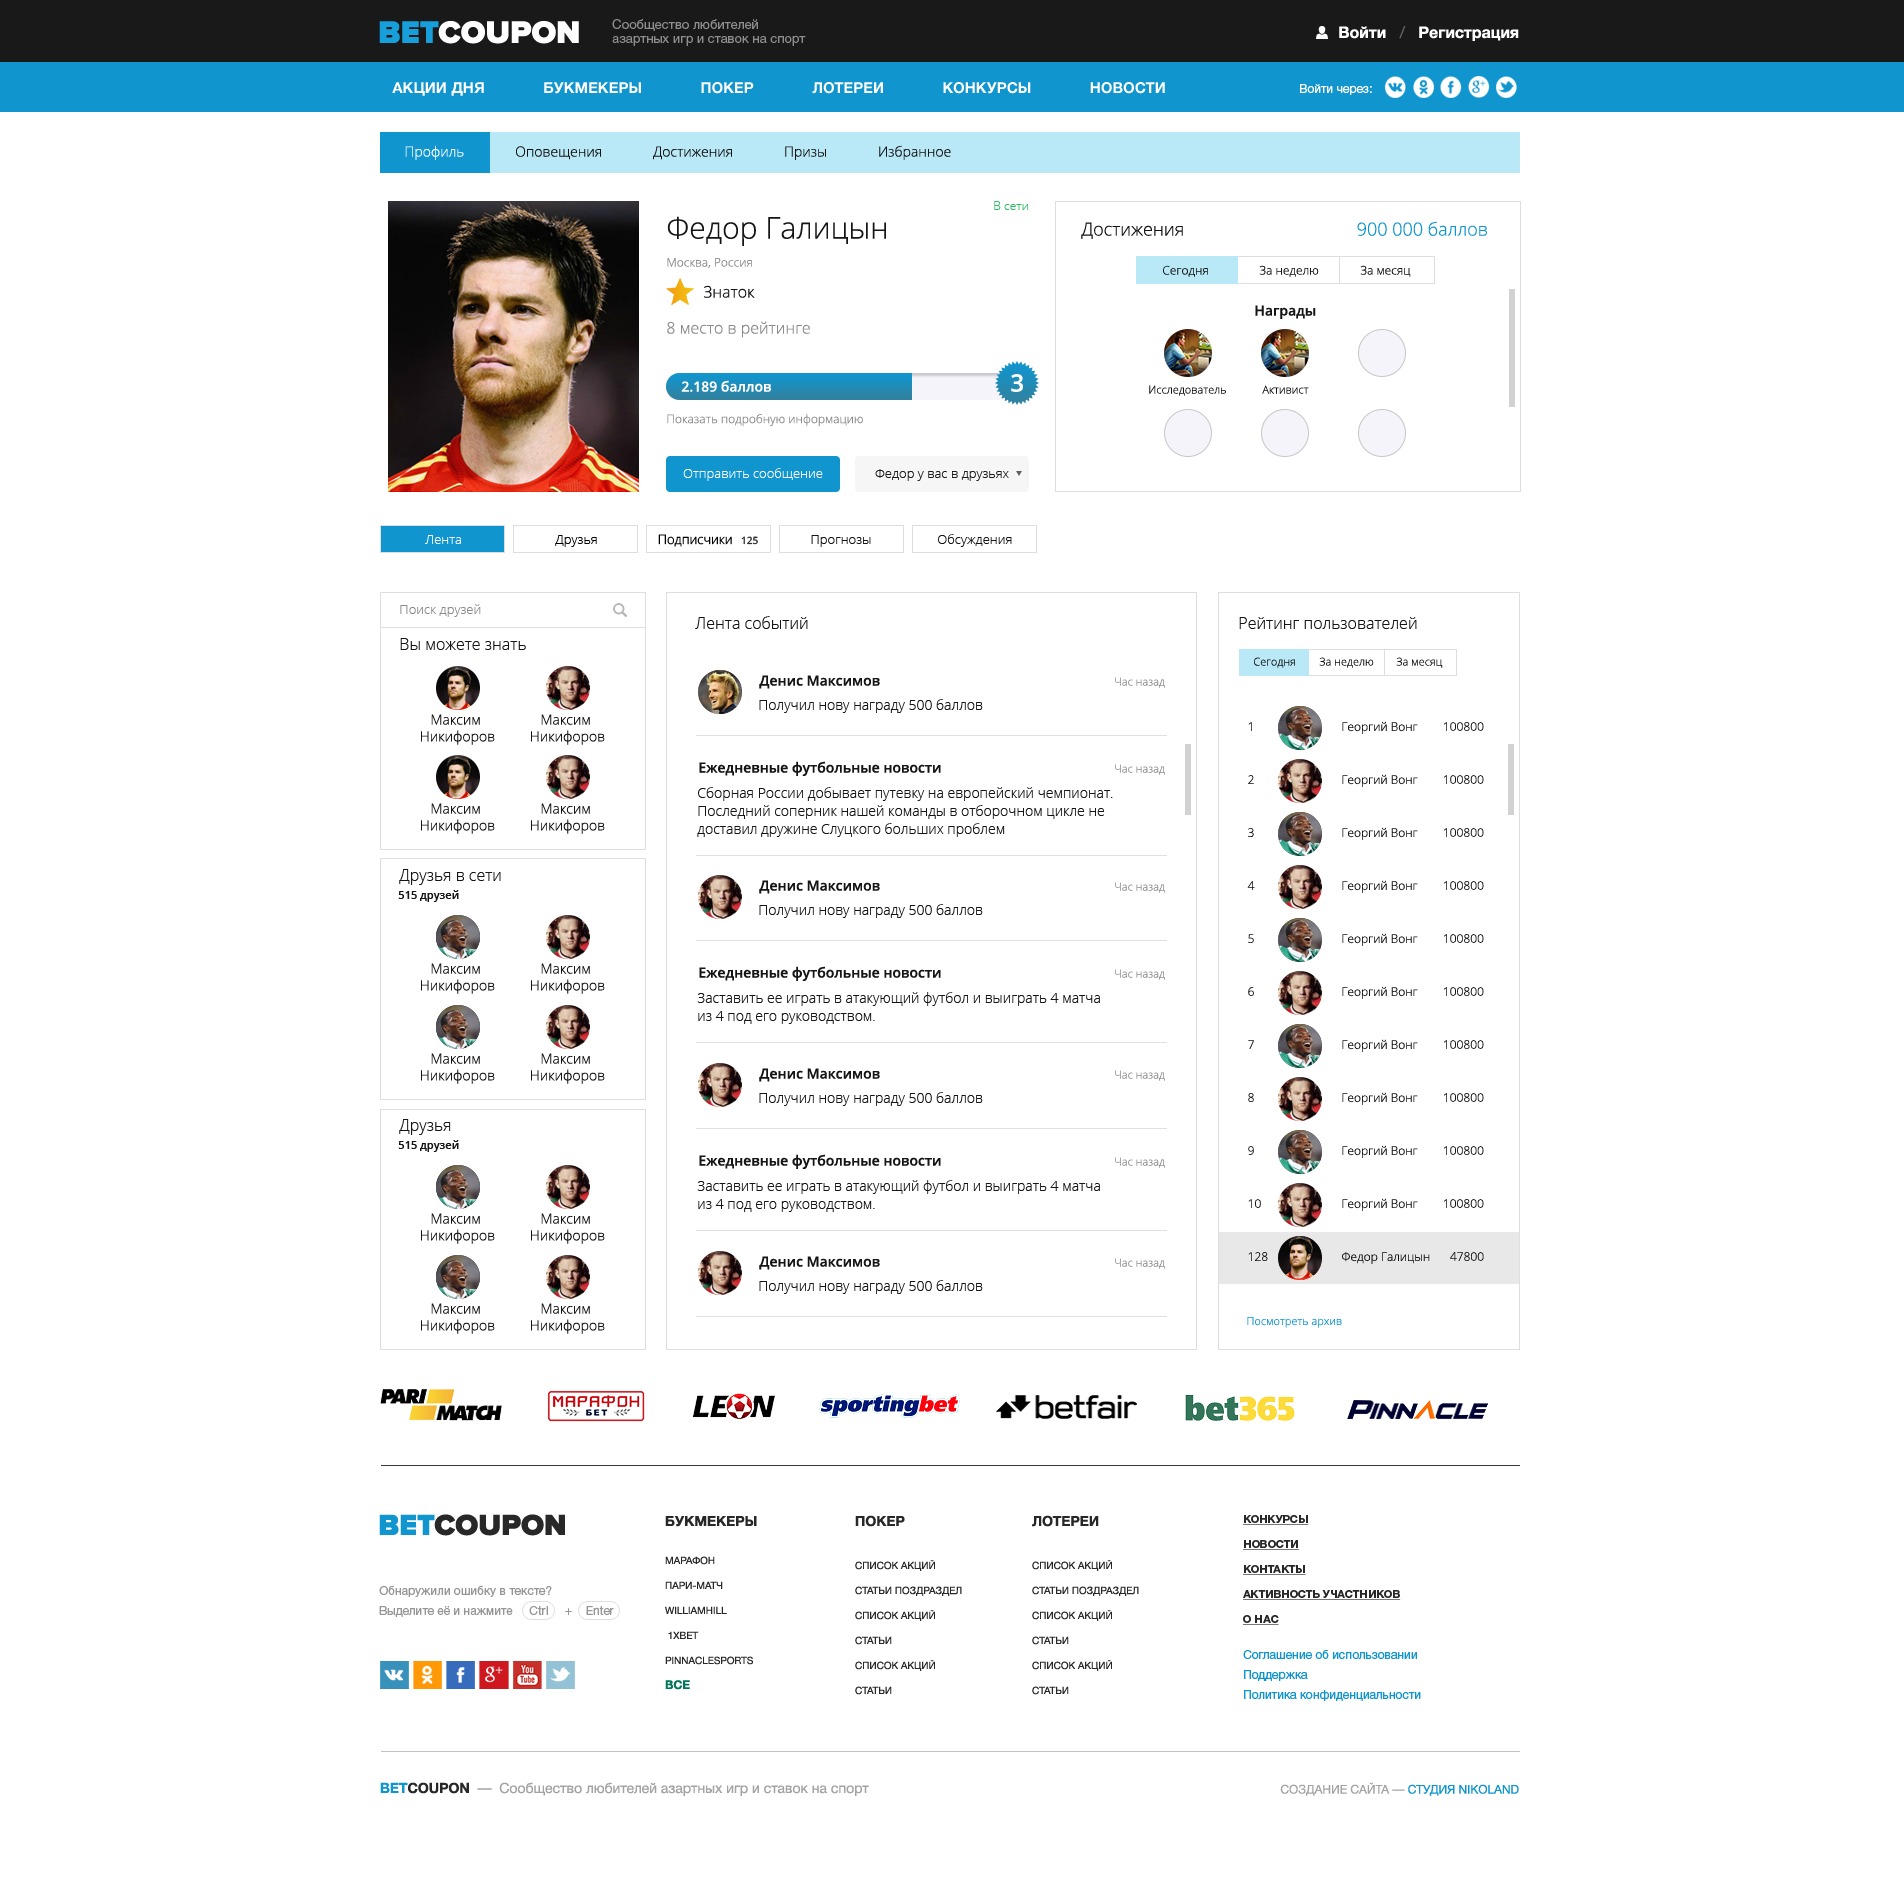 BETCOUPON
Сообщество любителей
азартных игр и ставок на спорт
Войти / Регистрация
АКЦИИ ДНЯ БУКМЕКЕРЫ ПОКЕР ЛОТЕРЕИ КОНКУРСЫ НОВОСТИ
Войти через:
Профиль Оповещения Достижения Призы Избранное
В сети
Федор Галицын
Москва, Россия
Знаток
8 место в рейтинге
2.189 баллов
3
Показать подробную информацию
Отправить сообщение
Федор у вас в друзьях
Достижения 900 000 баллов
Сегодня За неделю За месяц
Награды
Исследователь Активист
Лента Друзья Подписчики 125 Прогнозы Обсуждения
Поиск друзей
Вы можете знать
Максим Максим
Никифоров Никифоров
Максим Максим
Никифоров Никифоров
Друзья в сети
515 друзей
Максим Максим
Никифоров Никифоров
Максим Максим
Никифоров Никифоров
Друзья
515 друзей
Максим Максим
Никифоров Никифоров
Максим Максим
Никифоров Никифоров
Лента событий
Денис Максимов Час назад
Получил нову награду 500 баллов
Ежедневные футбольные новости Час назад
Сборная России добывает путевку на европейский чемпионат.
Последний соперник нашей команды в отборочном цикле не
доставил дружине Слуцкого больших проблем
Денис Максимов Час назад
Получил нову награду 500 баллов
Ежедневные футбольные новости Час назад
Заставить ее играть в атакующий футбол и выиграть 4 матча
из 4 под его руководством.
Денис Максимов Час назад
Получил нову награду 500 баллов
Ежедневные футбольные новости Час назад
Заставить ее играть в атакующий футбол и выиграть 4 матча
из 4 под его руководством.
Денис Максимов Час назад
Получил нову награду 500 баллов
Рейтинг пользователей
Сегодня За неделю За месяц
1 Георгий Вонг 100800
2 Георгий Вонг 100800
3 Георгий Вонг 100800
4 Георгий Вонг 100800
5 Георгий Вонг 100800
6 Георгий Вонг 100800
7 Георгий Вонг 100800
8 Георгий Вонг 100800
9 Георгий Вонг 100800
10 Георгий Вонг 100800
128 Федор Галицын 47800
Посмотреть архив
PARI MATCH
МАРАФОН БЕТ
LEON
sportingbet
betfair
bet365
PINNACLE
BETCOUPON
Обнаружили ошибку в тексте?
Выделите её и нажмите Ctrl + Enter
g+ You Tube
БУКМЕКЕРЫ
МАРАФОН
ПАРИ-МАТЧ
WILLIAMHILL
1XBET
PINNACLESPORTS
ВСЕ
ПОКЕР
СПИСОК АКЦИЙ
СТАТЬИ ПОЗДРАЗДЕЛ
СПИСОК АКЦИЙ
СТАТЬИ
СПИСОК АКЦИЙ
СТАТЬИ
ЛОТЕРЕИ
СПИСОК АКЦИЙ
СТАТЬИ ПОЗДРАЗДЕЛ
СПИСОК АКЦИЙ
СТАТЬИ
СПИСОК АКЦИЙ
СТАТЬИ
КОНКУРСЫ
НОВОСТИ
КОНТАКТЫ
АКТИВНОСТЬ УЧАСТНИКОВ
О НАС
Соглашение об использовании
Поддержка
Политика конфиденциальности
BETCOUPON — Сообщество любителей азартных игр и ставок на спорт
СОЗДАНИЕ САЙТА — СТУДИЯ NIKOLAND